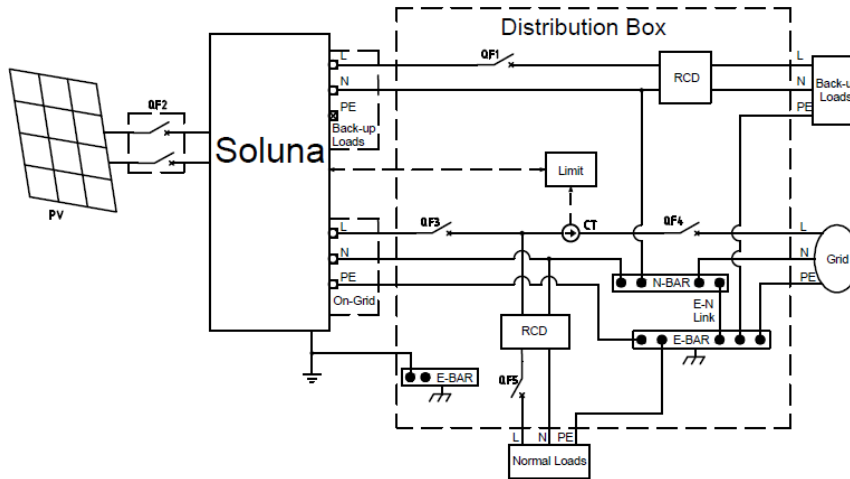 Distribution Box
L
QF1
L
N
RCD
N
Back-up
Loads
PE
PE
Back-up
Loads
QF2
Soluna
Limit
PV
L
QF3
CT
QF4
L
N
N
Grid
PE
On-Grid
N-BAR
PE
E-N
Link
RCD
E-BAR
E-BAR
QF5
L N PE
Normal Loads